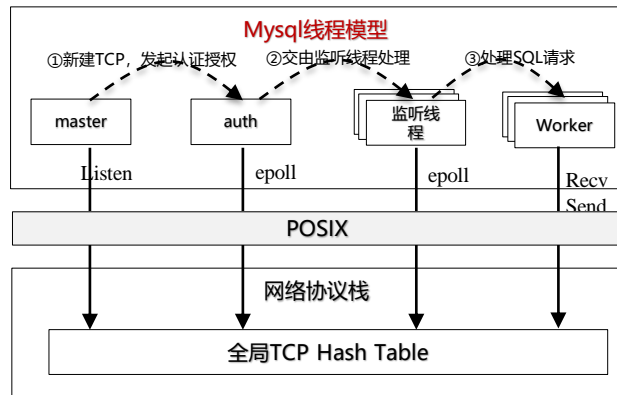 Mysql线程模型
①新建TCP，发起认证授权
②交由监听线程处理
③处理SQL请求
master
auth
监听线
程
Worker
Listen
epoll
epoll
Recv
Send
POSIX
网络协议栈
全局TCP Hash Table